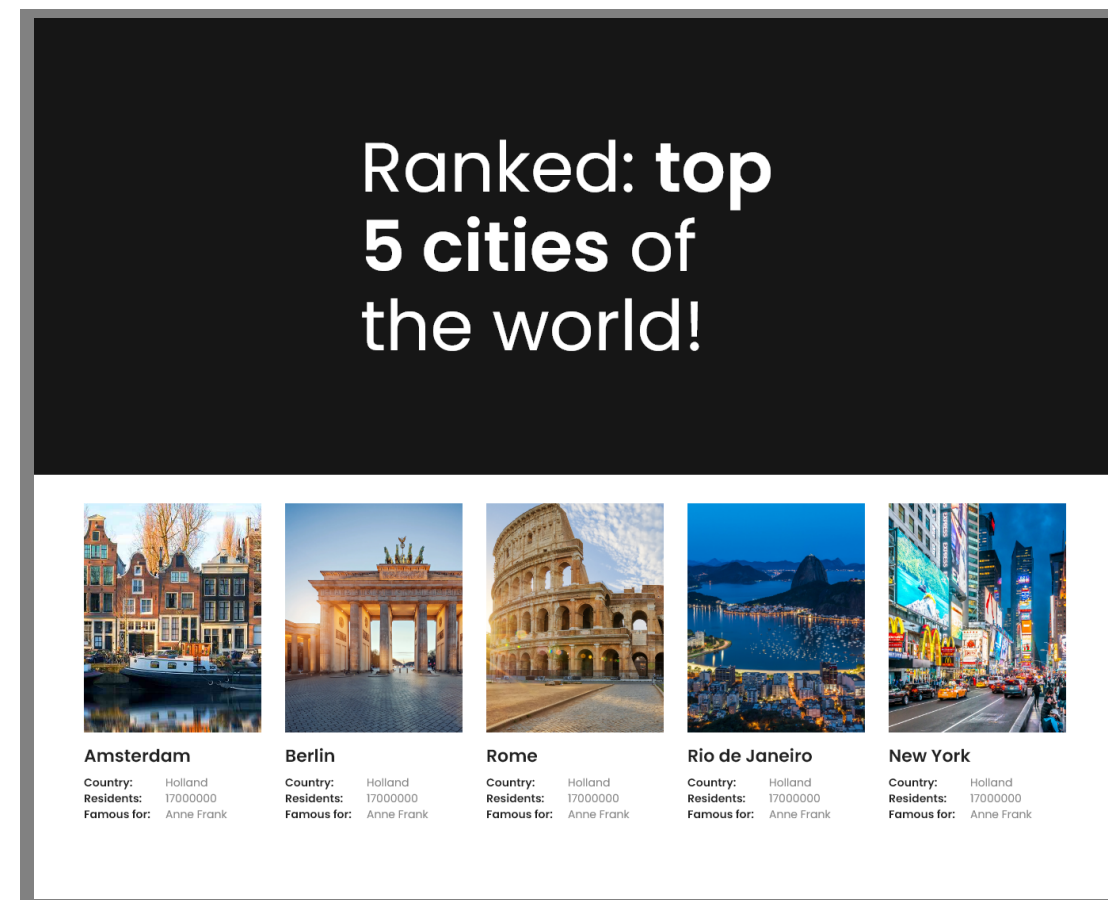 Ranked: top
5 cities of
the world!
Amsterdam
Country: Holland
Residents: 17000000
Famous for: Anne Frank
Berlin
Country: Holland
Residents: 17000000
Famous for: Anne Frank
Rome
Country: Holland
Residents: 17000000
Famous for: Anne Frank
Rio de Janeiro
Country: Holland
Residents: 17000000
Famous for: Anne Frank
New York
Country: Holland
Residents: 17000000
Famous for: Anne Frank